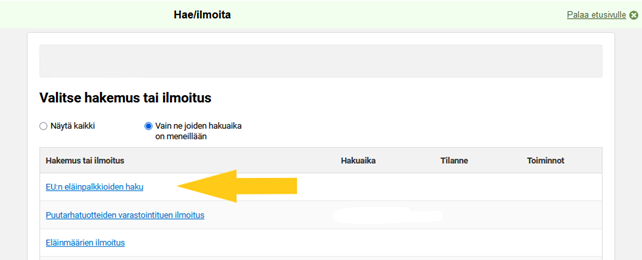 Hae/ilmoita
Palaa etusivulle
Valitse hakemus tai ilmoitus
Näytä kaikki
Vain ne joiden hakuaika
on meneillään
Hakemus tai ilmoitus Hakuaika Tilanne Toiminnot
EU:n eläinpalkkioiden haku
Puutarhatuotteiden varastointituen ilmoitus
Eläinmäärien ilmoitus